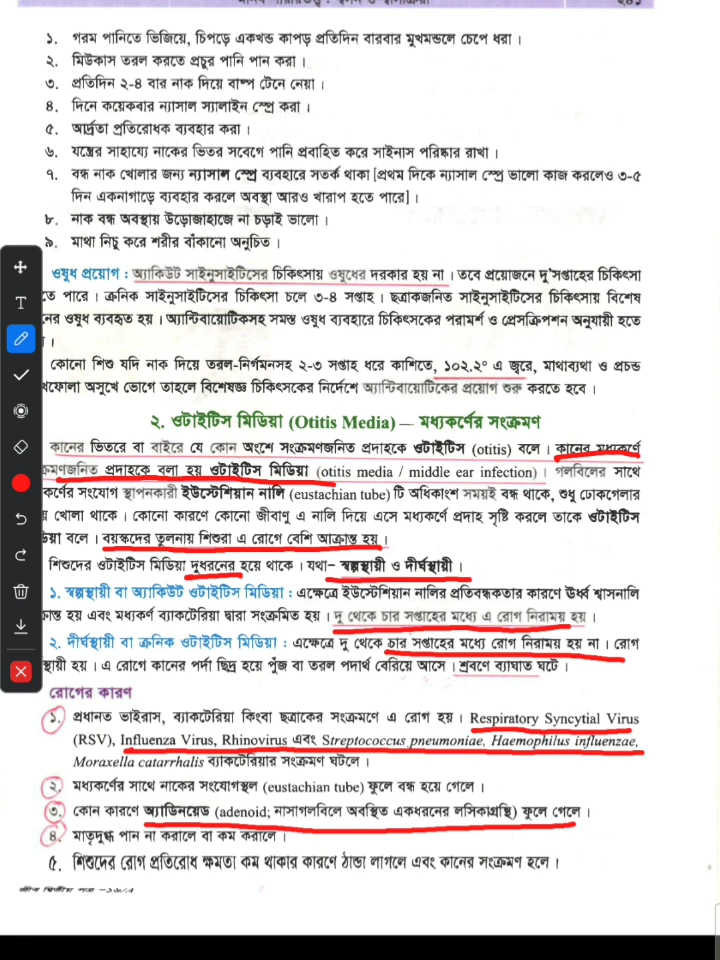 ২৪১
১. গরম পানিতে ভিজিয়ে, চিপড়ে একখন্ড কাপড় প্রতিদিন বারবার মুখমন্ডলে চেপে ধরা।
২. মিউকাস তরল করতে প্রচুর পানি পান করা।
৩. প্রতিদিন ২-৪ বার নাক দিয়ে বাষ্প টেনে নেয়া।
৪. দিনে কয়েকবার ন্যাসাল স্যালাইন স্প্রে করা।
৫. আর্দ্রতা প্রতিরোধক ব্যবহার করা।
৬. যন্ত্রের সাহায্যে নাকের ভিতর সবেগে পানি প্রবাহিত করে সাইনাস পরিষ্কার রাখা।
৭. বন্ধ নাক খোলার জন্য ন্যাসাল স্প্রে ব্যবহারে সতর্ক থাকা [প্রথম দিকে ন্যাসাল স্প্রে ভালো কাজ করলেও ৩-৫
দিন একনাগাড়ে ব্যবহার করলে অবস্থা আরও খারাপ হতে পারে]।
৮. নাক বন্ধ অবস্থায় উড়োজাহাজে না চড়াই ভালো।
৯. মাথা নিচু করে শরীর বাঁকানো অনুচিত।
ওষুধ প্রয়োগ : অ্যাকিউট সাইনুসাইটিসের চিকিৎসায় ওষুধের দরকার হয় না। তবে প্রয়োজনে দু'সপ্তাহের চিকিৎসা
তে পারে। ক্রনিক সাইনুসাইটিসের চিকিৎসা চলে ৩-৪ সপ্তাহ। ছত্রাকজনিত সাইনুসাইটিসের চিকিৎসায় বিশেষ
নের ওষুধ ব্যবহৃত হয়। অ্যান্টিবায়োটিকসহ সমস্ত ওষুধ ব্যবহারে চিকিৎসকের পরামর্শ ও প্রেসক্রিপশন অনুযায়ী হতে
।
কোনো শিশু যদি নাক দিয়ে তরল-নির্গমনসহ ২-৩ সপ্তাহ ধরে কাশিতে, ১০২.২° এ জ্বরে, মাথাব্যথা ও প্রচন্ড
খফোলা অসুখে ভোগে তাহলে বিশেষজ্ঞ চিকিৎসকের নির্দেশে অ্যান্টিবায়োটিকের প্রয়োগ শুরু করতে হবে।
২. ওটাইটিস মিডিয়া (Otitis Media) — মধ্যকর্ণের সংক্রমণ
কানের ভিতরে বা বাইরে যে কোন অংশে সংক্রমণজনিত প্রদাহকে ওটাইটিস (otitis) বলে। কানের মধ্যকর্ণে
ক্রমণজনিত প্রদাহকে বলা হয় ওটাইটিস মিডিয়া (otitis media / middle ear infection)। গলবিলের সাথে
কর্ণের সংযোগ স্থাপনকারী ইউস্টেশিয়ান নালি (eustachian tube) টি অধিকাংশ সময়ই বন্ধ থাকে, শুধু ঢোকগেলার
য় খোলা থাকে। কোনো কারণে কোনো জীবাণু এ নালি দিয়ে এসে মধ্যকর্ণে প্রদাহ সৃষ্টি করলে তাকে ওটাইটিস
ডিয়া বলে। বয়স্কদের তুলনায় শিশুরা এ রোগে বেশি আক্রান্ত হয়।
শিশুদের ওটাইটিস মিডিয়া দুধরনের হয়ে থাকে। যথা– স্বল্পস্থায়ী ও দীর্ঘস্থায়ী।
১. স্বল্পস্থায়ী বা অ্যাকিউট ওটাইটিস মিডিয়া : এক্ষেত্রে ইউস্টেশিয়ান নালির প্রতিবন্ধকতার কারণে ঊর্ধ্ব শ্বাসনালি
ক্রান্ত হয় এবং মধ্যকর্ণ ব্যাকটেরিয়া দ্বারা সংক্রমিত হয়। দু থেকে চার সপ্তাহের মধ্যে এ রোগ নিরাময় হয়।
২. দীর্ঘস্থায়ী বা ক্রনিক ওটাইটিস মিডিয়া : এক্ষেত্রে দু থেকে চার সপ্তাহের মধ্যে রোগ নিরাময় হয় না। রোগ
স্থায়ী হয়। এ রোগে কানের পর্দা ছিদ্র হয়ে পুঁজ বা তরল পদার্থ বেরিয়ে আসে। শ্রবণে ব্যাঘাত ঘটে।
রোগের কারণ
১. প্রধানত ভাইরাস, ব্যাকটেরিয়া কিংবা ছত্রাকের সংক্রমণে এ রোগ হয়। Respiratory Syncytial Virus
(RSV), Influenza Virus, Rhinovirus এবং Streptococcus pneumoniae, Haemophilus influenzae,
Moraxella catarrhalis ব্যাকটেরিয়ার সংক্রমণ ঘটলে।
২. মধ্যকর্ণের সাথে নাকের সংযোগস্থল (eustachian tube) ফুলে বন্ধ হয়ে গেলে।
৩. কোন কারণে অ্যাডিনয়েড (adenoid; নাসাগলবিলে অবস্থিত একধরনের লসিকাগ্রন্থি) ফুলে গেলে।
৪. মাতৃদুগ্ধ পান না করালে বা কম করালে।
৫. শিশুদের রোগ প্রতিরোধ ক্ষমতা কম থাকার কারণে ঠান্ডা লাগলে এবং কানের সংক্রমণ হলে।